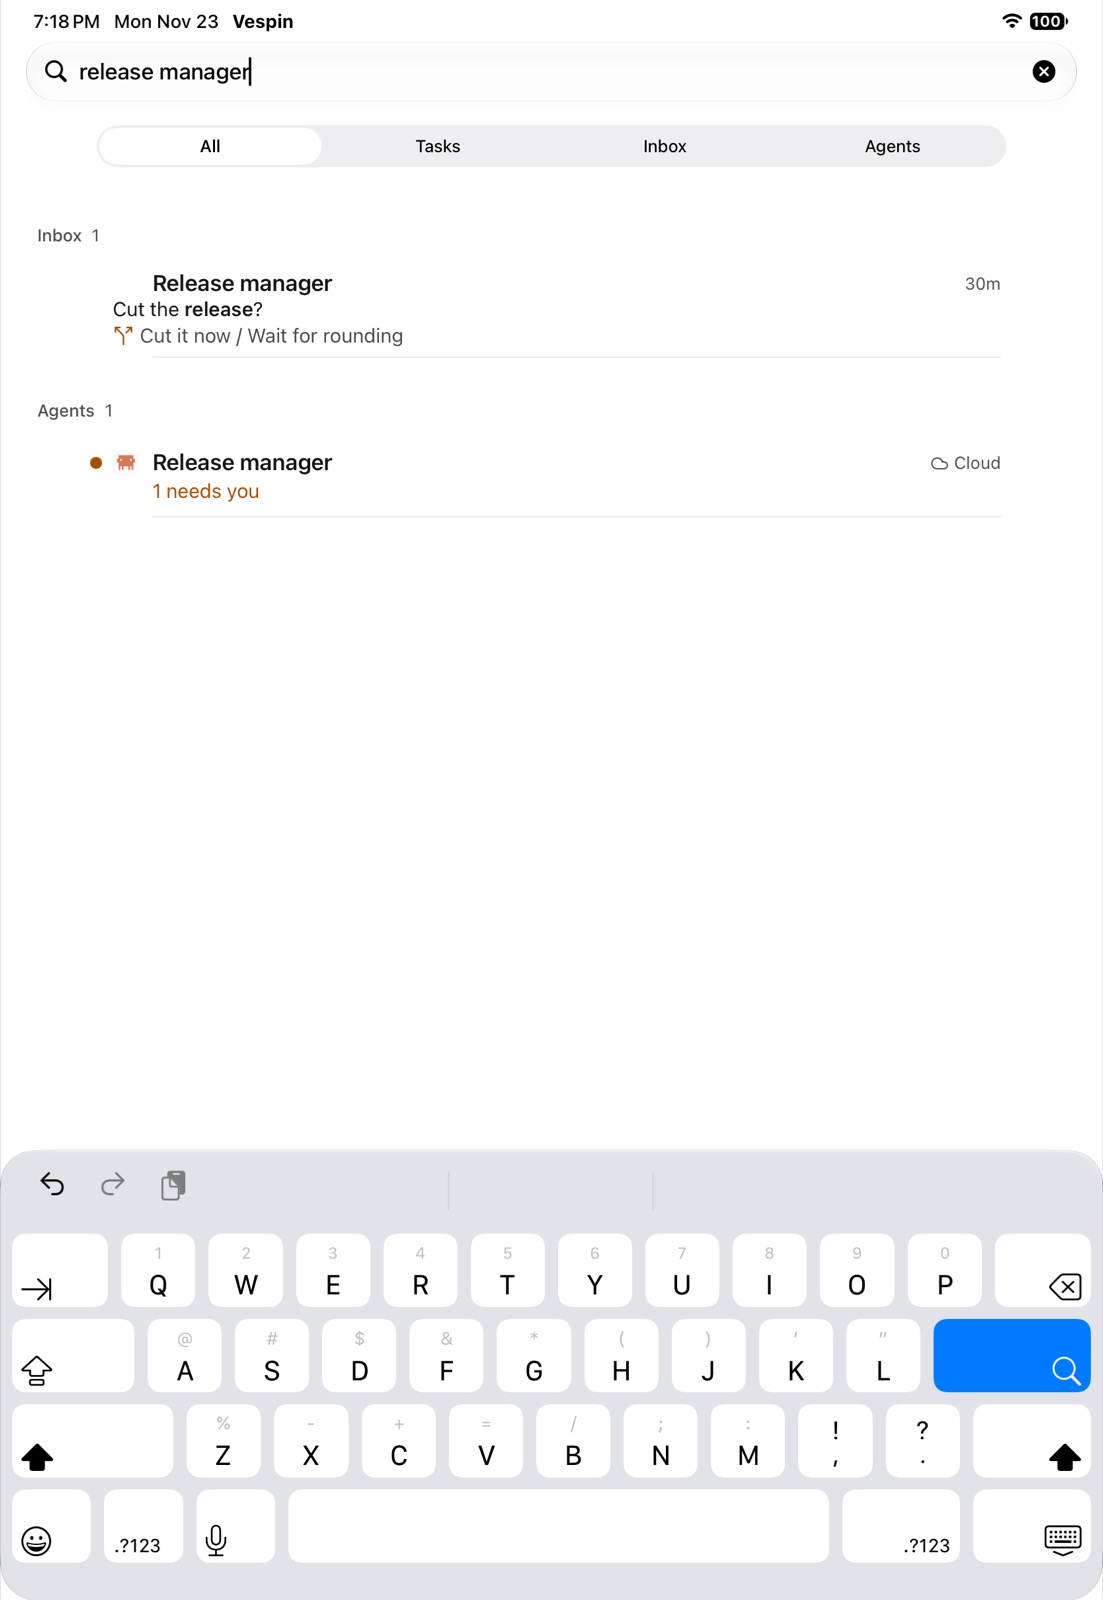 7:18 PM Mon Nov 23 Vespin 100
release manager
All Tasks Inbox Agents
Inbox 1
Release manager 30m
Cut the release?
Cut it now / Wait for rounding
Agents 1
Release manager Cloud
1 needs you
1 2 3 4 5 6 7 8 9 0
Q W E R T Y U I O P
@ # $ & * ( ) ' "
A S D F G H J K L
% - + = / ; : ! ?
Z X C V B N M , .
.?123 .?123